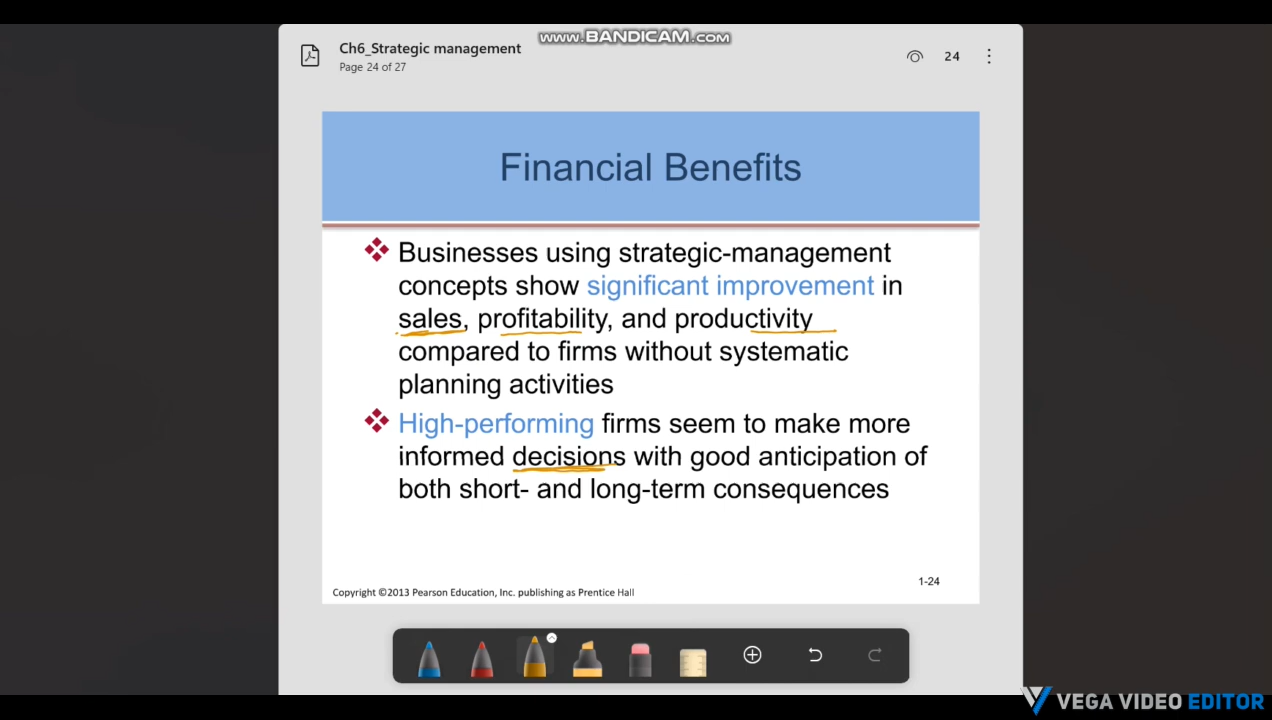 www.BANDICAM.com
Ch6_Strategic management
Page 24 of 27
24
Financial Benefits
Businesses using strategic-management
concepts show significant improvement in
sales, profitability, and productivity
compared to firms without systematic
planning activities
High-performing firms seem to make more
informed decisions with good anticipation of
both short- and long-term consequences
1-24
Copyright ©2013 Pearson Education, Inc. publishing as Prentice Hall
VEGA VIDEO EDITOR